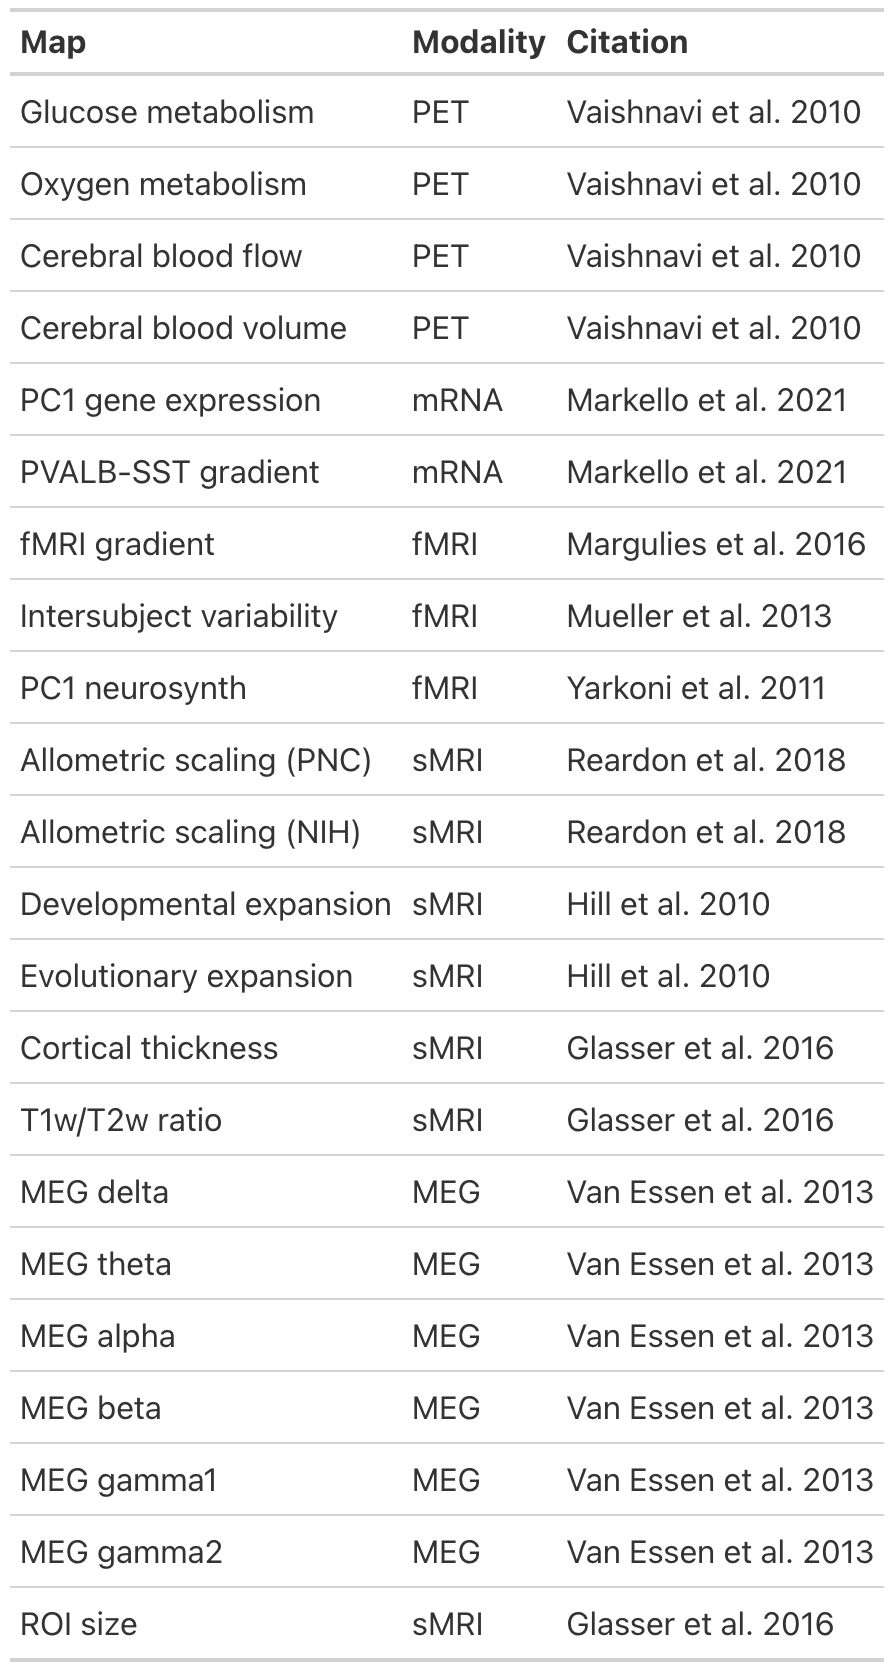 Map Modality Citation
Glucose metabolism PET Vaishnavi et al. 2010
Oxygen metabolism PET Vaishnavi et al. 2010
Cerebral blood flow PET Vaishnavi et al. 2010
Cerebral blood volume PET Vaishnavi et al. 2010
PC1 gene expression mRNA Markello et al. 2021
PVALB-SST gradient mRNA Markello et al. 2021
fMRI gradient fMRI Margulies et al. 2016
Intersubject variability fMRI Mueller et al. 2013
PC1 neurosynth fMRI Yarkoni et al. 2011
Allometric scaling (PNC) sMRI Reardon et al. 2018
Allometric scaling (NIH) sMRI Reardon et al. 2018
Developmental expansion sMRI Hill et al. 2010
Evolutionary expansion sMRI Hill et al. 2010
Cortical thickness sMRI Glasser et al. 2016
T1w/T2w ratio sMRI Glasser et al. 2016
MEG delta MEG Van Essen et al. 2013
MEG theta MEG Van Essen et al. 2013
MEG alpha MEG Van Essen et al. 2013
MEG beta MEG Van Essen et al. 2013
MEG gamma1 MEG Van Essen et al. 2013
MEG gamma2 MEG Van Essen et al. 2013
ROI size sMRI Glasser et al. 2016